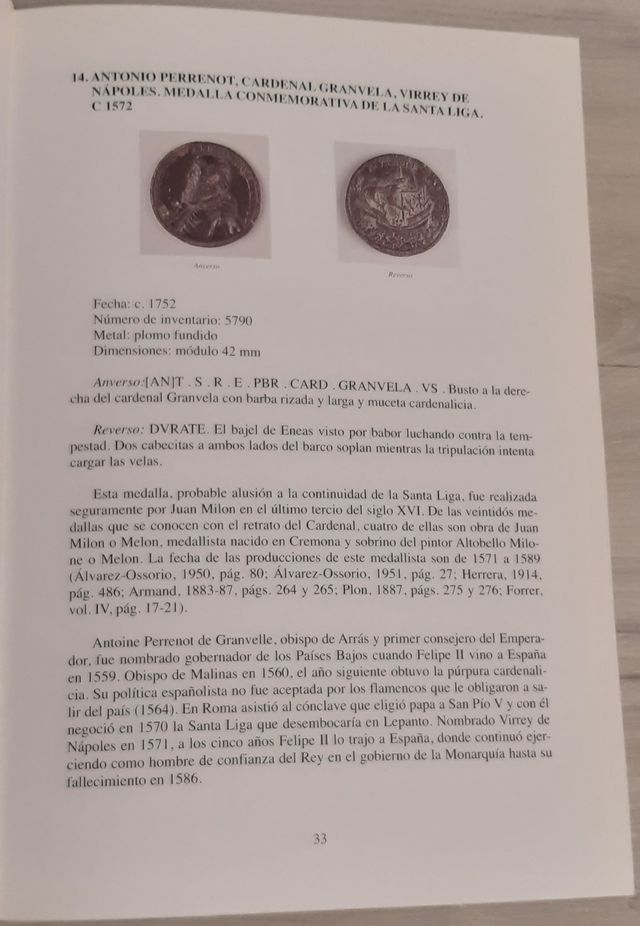 14. ANTONIO PERRENOT, CARDENAL GRANVELA, VIRREY DE
NÁPOLES. MEDALLA CONMEMORATIVA DE LA SANTA LIGA.
C 1572
Anverso
Reverso
Fecha: c. 1752
Número de inventario: 5790
Metal: plomo fundido
Dimensiones: módulo 42 mm
Anverso:[AN]T . S . R . E . PBR . CARD . GRANVELA . VS . Busto a la dere-
cha del cardenal Granvela con barba rizada y larga y muceta cardenalicia.
Reverso: DVRATE. El bajel de Eneas visto por babor luchando contra la tem-
pestad. Dos cabecitas a ambos lados del barco soplan mientras la tripulación intenta
cargar las velas.
Esta medalla, probable alusión a la continuidad de la Santa Liga, fue realizada
seguramente por Juan Milon en el último tercio del siglo XVI. De las veintidós me-
dallas que se conocen con el retrato del Cardenal, cuatro de ellas son obra de Juan
Milon o Melon, medallista nacido en Cremona y sobrino del pintor Altobello Milo-
ne o Melon. La fecha de las producciones de este medallista son de 1571 a 1589
(Álvarez-Ossorio, 1950, pág. 80; Álvarez-Ossorio, 1951, pág. 27; Herrera, 1914,
pág. 486; Armand, 1883-87, págs. 264 y 265; Plon, 1887, págs. 275 y 276; Forrer,
vol. IV, pág. 17-21).
Antoine Perrenot de Granvelle, obispo de Arrás y primer consejero del Empera-
dor, fue nombrado gobernador de los Países Bajos cuando Felipe II vino a España
en 1559. Obispo de Malinas en 1560, el año siguiente obtuvo la púrpura cardenali-
cia. Su política españolista no fue aceptada por los flamencos que le obligaron a sa-
lir del país (1564). En Roma asistió al cónclave que eligió papa a San Pío V y con él
negoció en 1570 la Santa Liga que desembocaría en Lepanto. Nombrado Virrey de
Nápoles en 1571, a los cinco años Felipe II lo trajo a España, donde continuó ejer-
ciendo como hombre de confianza del Rey en el gobierno de la Monarquía hasta su
fallecimiento en 1586.
33